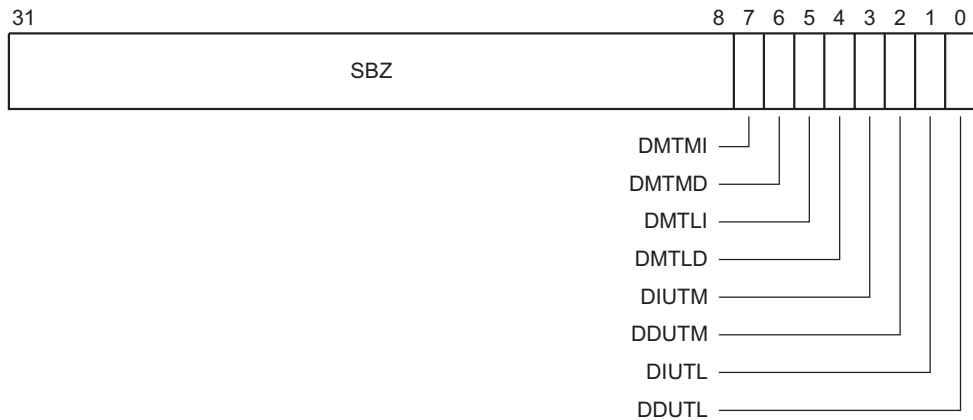 31 8 7 6 5 4 3 2 1 0
SBZ
DMTMI
DMTMD
DMTLI
DMTLD
DIUTM
DDUTM
DIUTL
DDUTL